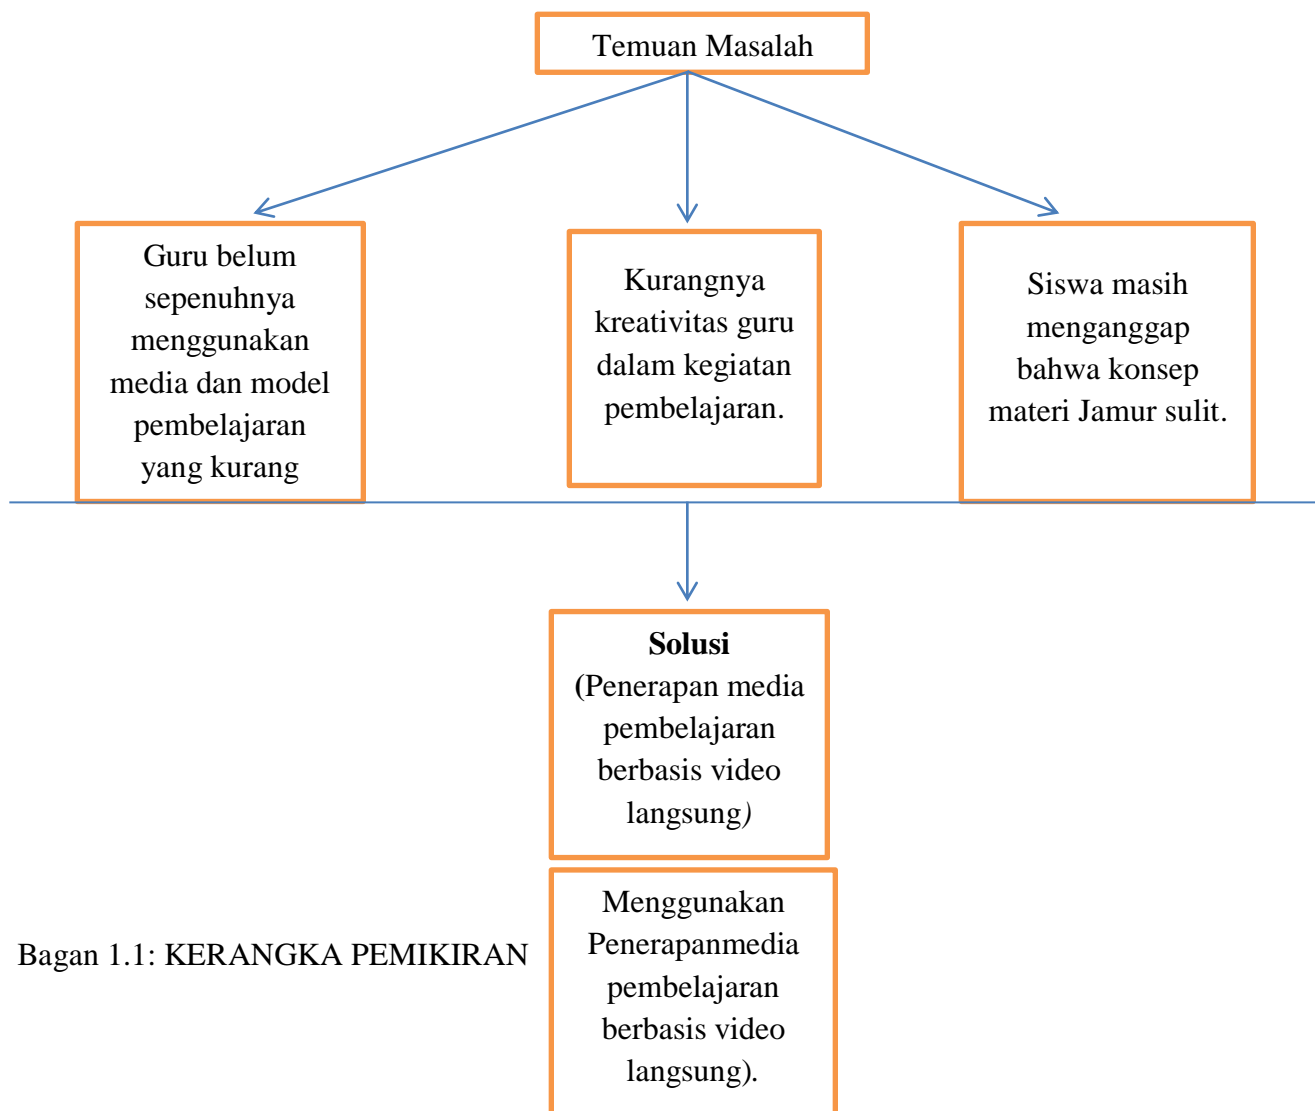 Temuan Masalah
Guru belum
sepenuhnya
menggunakan
media dan model
pembelajaran
yang kurang
Kurangnya
kreativitas guru
dalam kegiatan
pembelajaran.
Siswa masih
menganggap
bahwa konsep
materi Jamur sulit.
Solusi
(Penerapan media
pembelajaran
berbasis video
langsung)
Bagan 1.1: KERANGKA PEMIKIRAN
Menggunakan
Penerapanmedia
pembelajaran
berbasis video
langsung).